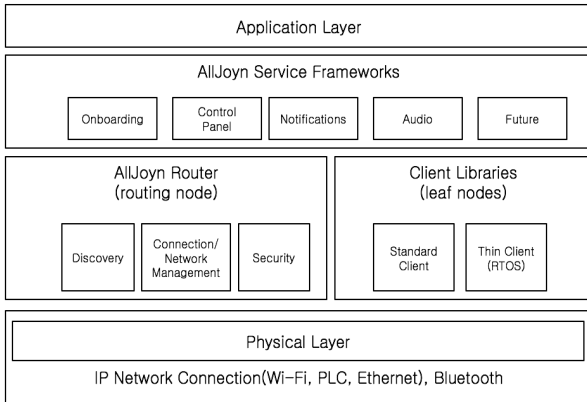 Application Layer
AllJoyn Service Frameworks
Onboarding
Control
Panel
Notifications
Audio
Future
AllJoyn Router
(routing node)
Discovery
Connection/
Network
Management
Security
Client Libraries
(leaf nodes)
Standard
Client
Thin Client
(RTOS)
Physical Layer
IP Network Connection(Wi-Fi, PLC, Ethernet), Bluetooth